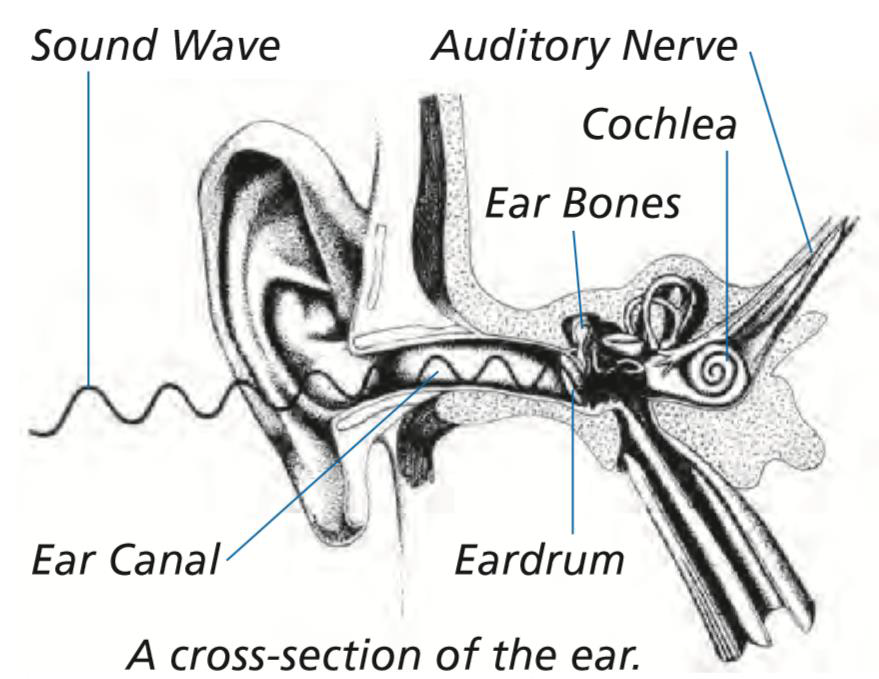 Sound Wave
Auditory Nerve
Cochlea
Ear Bones
Ear Canal
Eardrum
A cross-section of the ear.